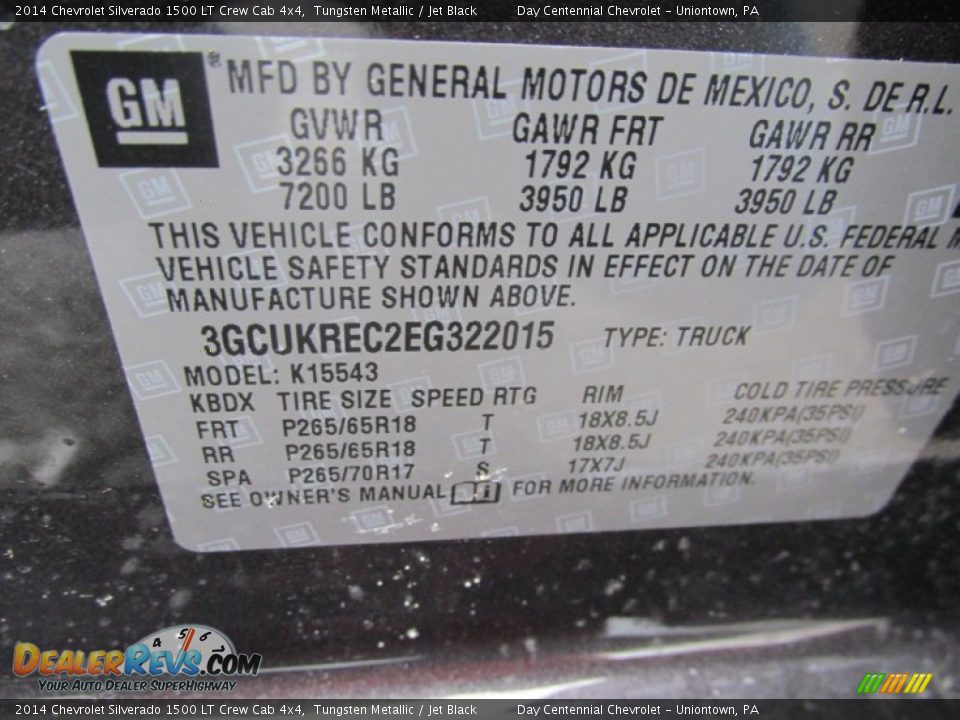 2014 Chevrolet Silverado 1500 LT Crew Cab 4x4, Tungsten Metallic / Jet Black Day Centennial Chevrolet - Uniontown, PA
GM ® MFD BY GENERAL MOTORS DE MEXICO, S. DE R.L.
GVWR GAWR FRT GAWR RR
3266 KG 1792 KG 1792 KG
7200 LB 3950 LB 3950 LB
THIS VEHICLE CONFORMS TO ALL APPLICABLE U.S. FEDERAL
VEHICLE SAFETY STANDARDS IN EFFECT ON THE DATE OF
MANUFACTURE SHOWN ABOVE.
3GCUKREC2EG322015 TYPE: TRUCK
MODEL: K15543
KBDX TIRE SIZE SPEED RTG RIM COLD TIRE PRESSURE
FRT P265/65R18 T 18X8.5J 240KPA(35PSI)
RR P265/65R18 T 18X8.5J 240KPA(35PSI)
SPA P265/70R17 S 17X7J 240KPA(35PSI)
SEE OWNER'S MANUAL FOR MORE INFORMATION.
4 5 6
DEALERREVS.COM
YOUR AUTO DEALER SUPERHIGHWAY
2014 Chevrolet Silverado 1500 LT Crew Cab 4x4, Tungsten Metallic / Jet Black Day Centennial Chevrolet - Uniontown, PA